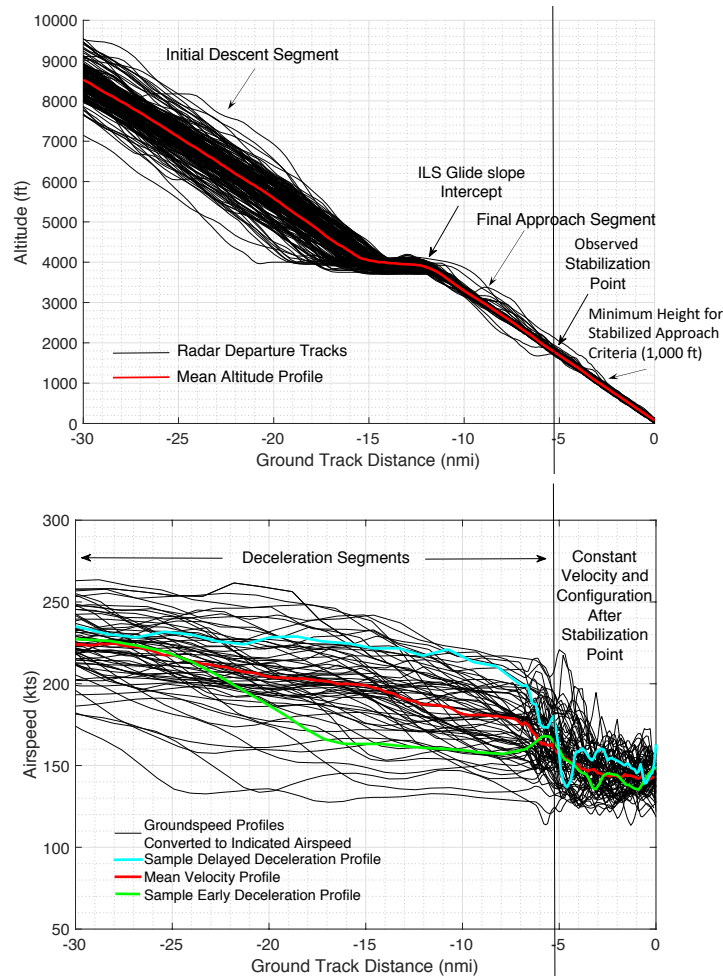 10000
9000
8000
7000
6000
5000
4000
3000
2000
1000
0
Altitude (ft)
Initial Descent Segment
ILS Glide slope
Intercept
Final Approach Segment
Observed
Stabilization
Point
Minimum Height for
Stabilized Approach
Criteria (1,000 ft)
Radar Departure Tracks
Mean Altitude Profile
-30
-25
-20
-15
-10
-5
0
Ground Track Distance (nmi)
300
250
200
150
100
50
Airspeed (kts)
Deceleration Segments
Constant
Velocity and
Configuration
After
Stabilization
Point
Groundspeed Profiles
Converted to Indicated Airspeed
Sample Delayed Deceleration Profile
Mean Velocity Profile
Sample Early Deceleration Profile
-30
-25
-20
-15
-10
-5
0
Ground Track Distance (nmi)